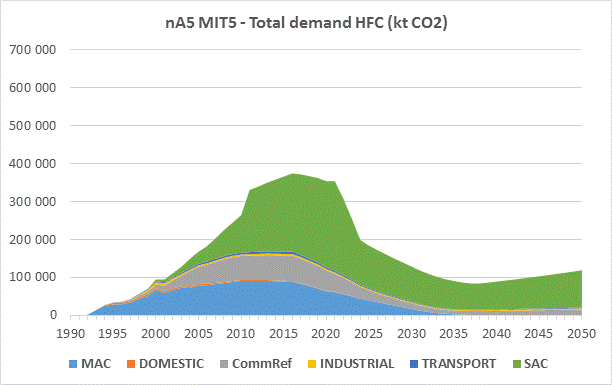 nA5 MIT5 - Total demand HFC (kt CO2)
700 000
600 000
500 000
400 000
300 000
200 000
100 000
0
1990 1995 2000 2005 2010 2015 2020 2025 2030 2035 2040 2045 2050
MAC DOMESTIC CommRef INDUSTRIAL TRANSPORT SAC